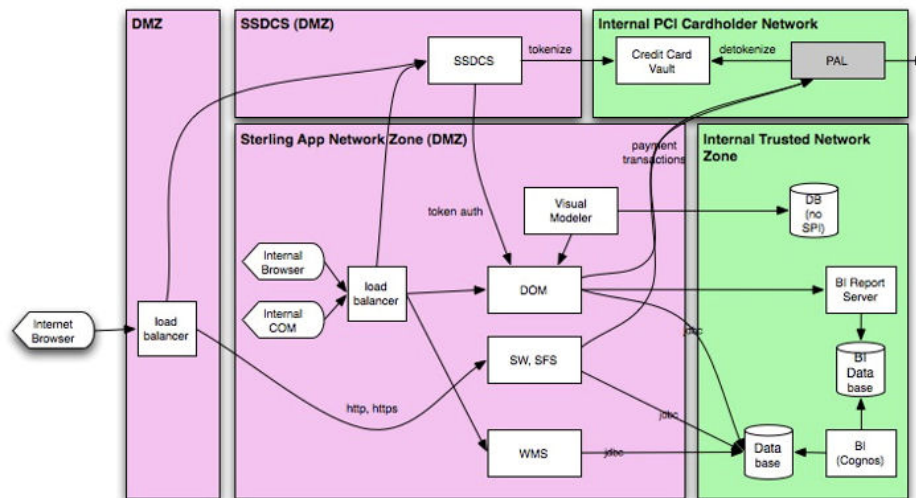 DMZ
SSDCS (DMZ)
Internal PCI Cardholder Network
SSDCS
tokenize
Credit Card
Vault
detokenize
PAL
Sterling App Network Zone (DMZ)
Internal Trusted Network
Zone
payment
transactions
Visual
Modeler
DB
(no
SPI)
token auth
Internal
Browser
load
balancer
DOM
BI Report
Server
Internal
COM
Internet
Browser
load
balancer
jdbc
SW, SFS
BI
Data
base
http, https
jdbc
WMS
jdbc
Data
base
BI
(Cognos)